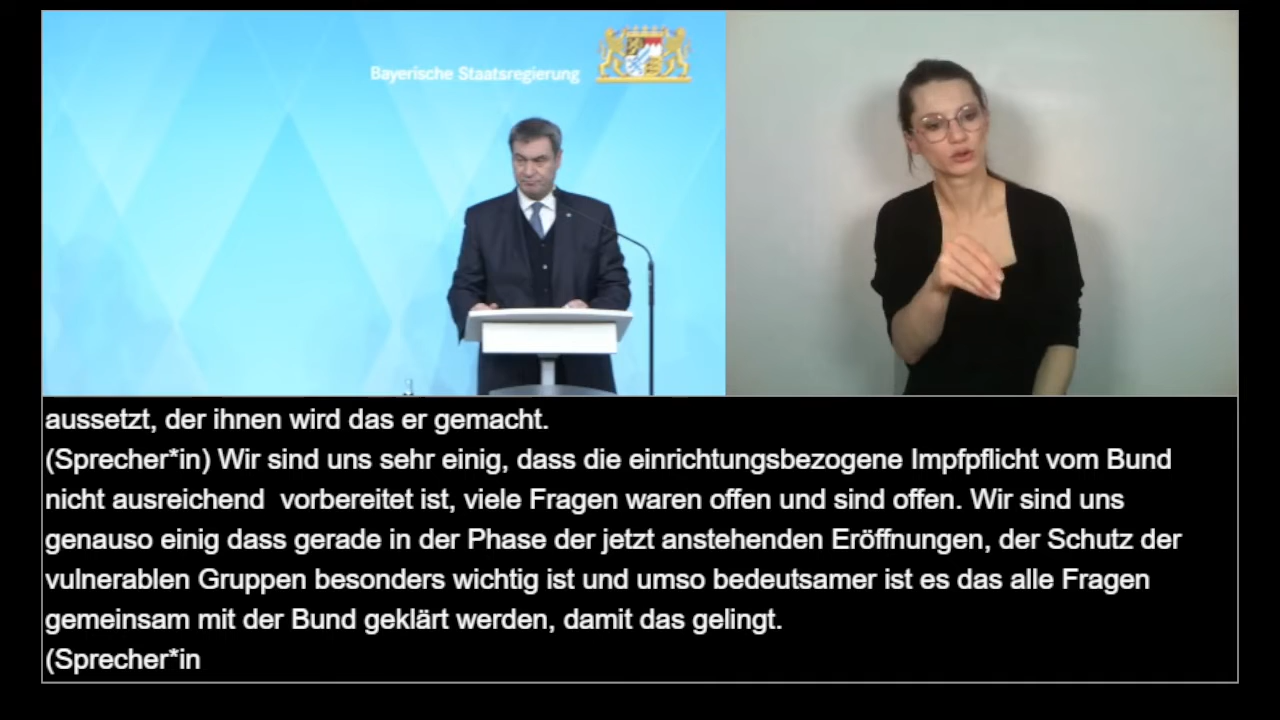 Bayerische Staatsregierung
aussetzt, der ihnen wird das er gemacht.
(Sprecher*in) Wir sind uns sehr einig, dass die einrichtungsbezogene Impfpflicht vom Bund
nicht ausreichend  vorbereitet ist, viele Fragen waren offen und sind offen. Wir sind uns
genauso einig dass gerade in der Phase der jetzt anstehenden Eröffnungen, der Schutz der
vulnerablen Gruppen besonders wichtig ist und umso bedeutsamer ist es das alle Fragen
gemeinsam mit der Bund geklärt werden, damit das gelingt.
(Sprecher*in